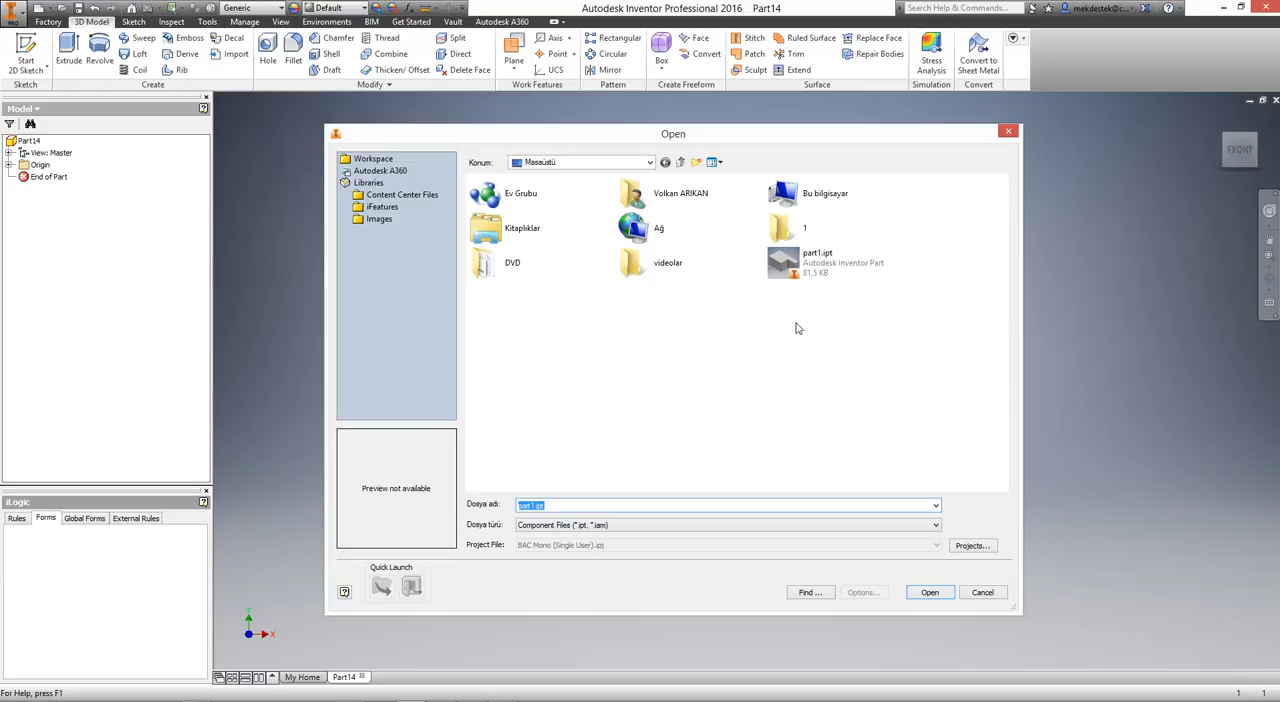 Autodesk Inventor Professional 2016 Part14
Generic
Default
Search Help & Commands...
mekdestek@c...
PRO
Factory 3D Model Sketch Inspect Tools Manage View Environments BIM Get Started Vault Autodesk A360
Start
2D Sketch
Extrude
Revolve
Sweep
Loft
Coil
Emboss
Derive
Rib
Decal
Import
Hole
Fillet
Chamfer
Shell
Draft
Thread
Combine
Thicken/ Offset
Split
Direct
Delete Face
Plane
Axis
Point
UCS
Rectangular
Circular
Mirror
Box
Face
Convert
Stitch
Patch
Sculpt
Ruled Surface
Trim
Extend
Replace Face
Repair Bodies
Stress
Analysis
Convert to
Sheet Metal
Sketch Create Modify Work Features Pattern Create Freeform Surface Simulation Convert
Model
Part14
View: Master
Origin
End of Part
FRONT
Open
Workspace
Autodesk A360
Libraries
Content Center Files
iFeatures
Images
Konum:
Masaüstü
Ev Grubu
Volkan ARIKAN
Bu bilgisayar
Kitaplıklar
Ağ
1
DVD
videolar
part1.ipt
Autodesk Inventor Part
81,5 KB
Preview not available
Dosya adı: part1.ipt
Dosya türü: Component Files (*.ipt, *.iam)
Project File: BAC Mono (Single User).ipj
Projects...
Quick Launch
Find ...
Options...
Open
Cancel
iLogic
Rules Forms Global Forms External Rules
Y
X
My Home
Part14
For Help, press F1
1 1